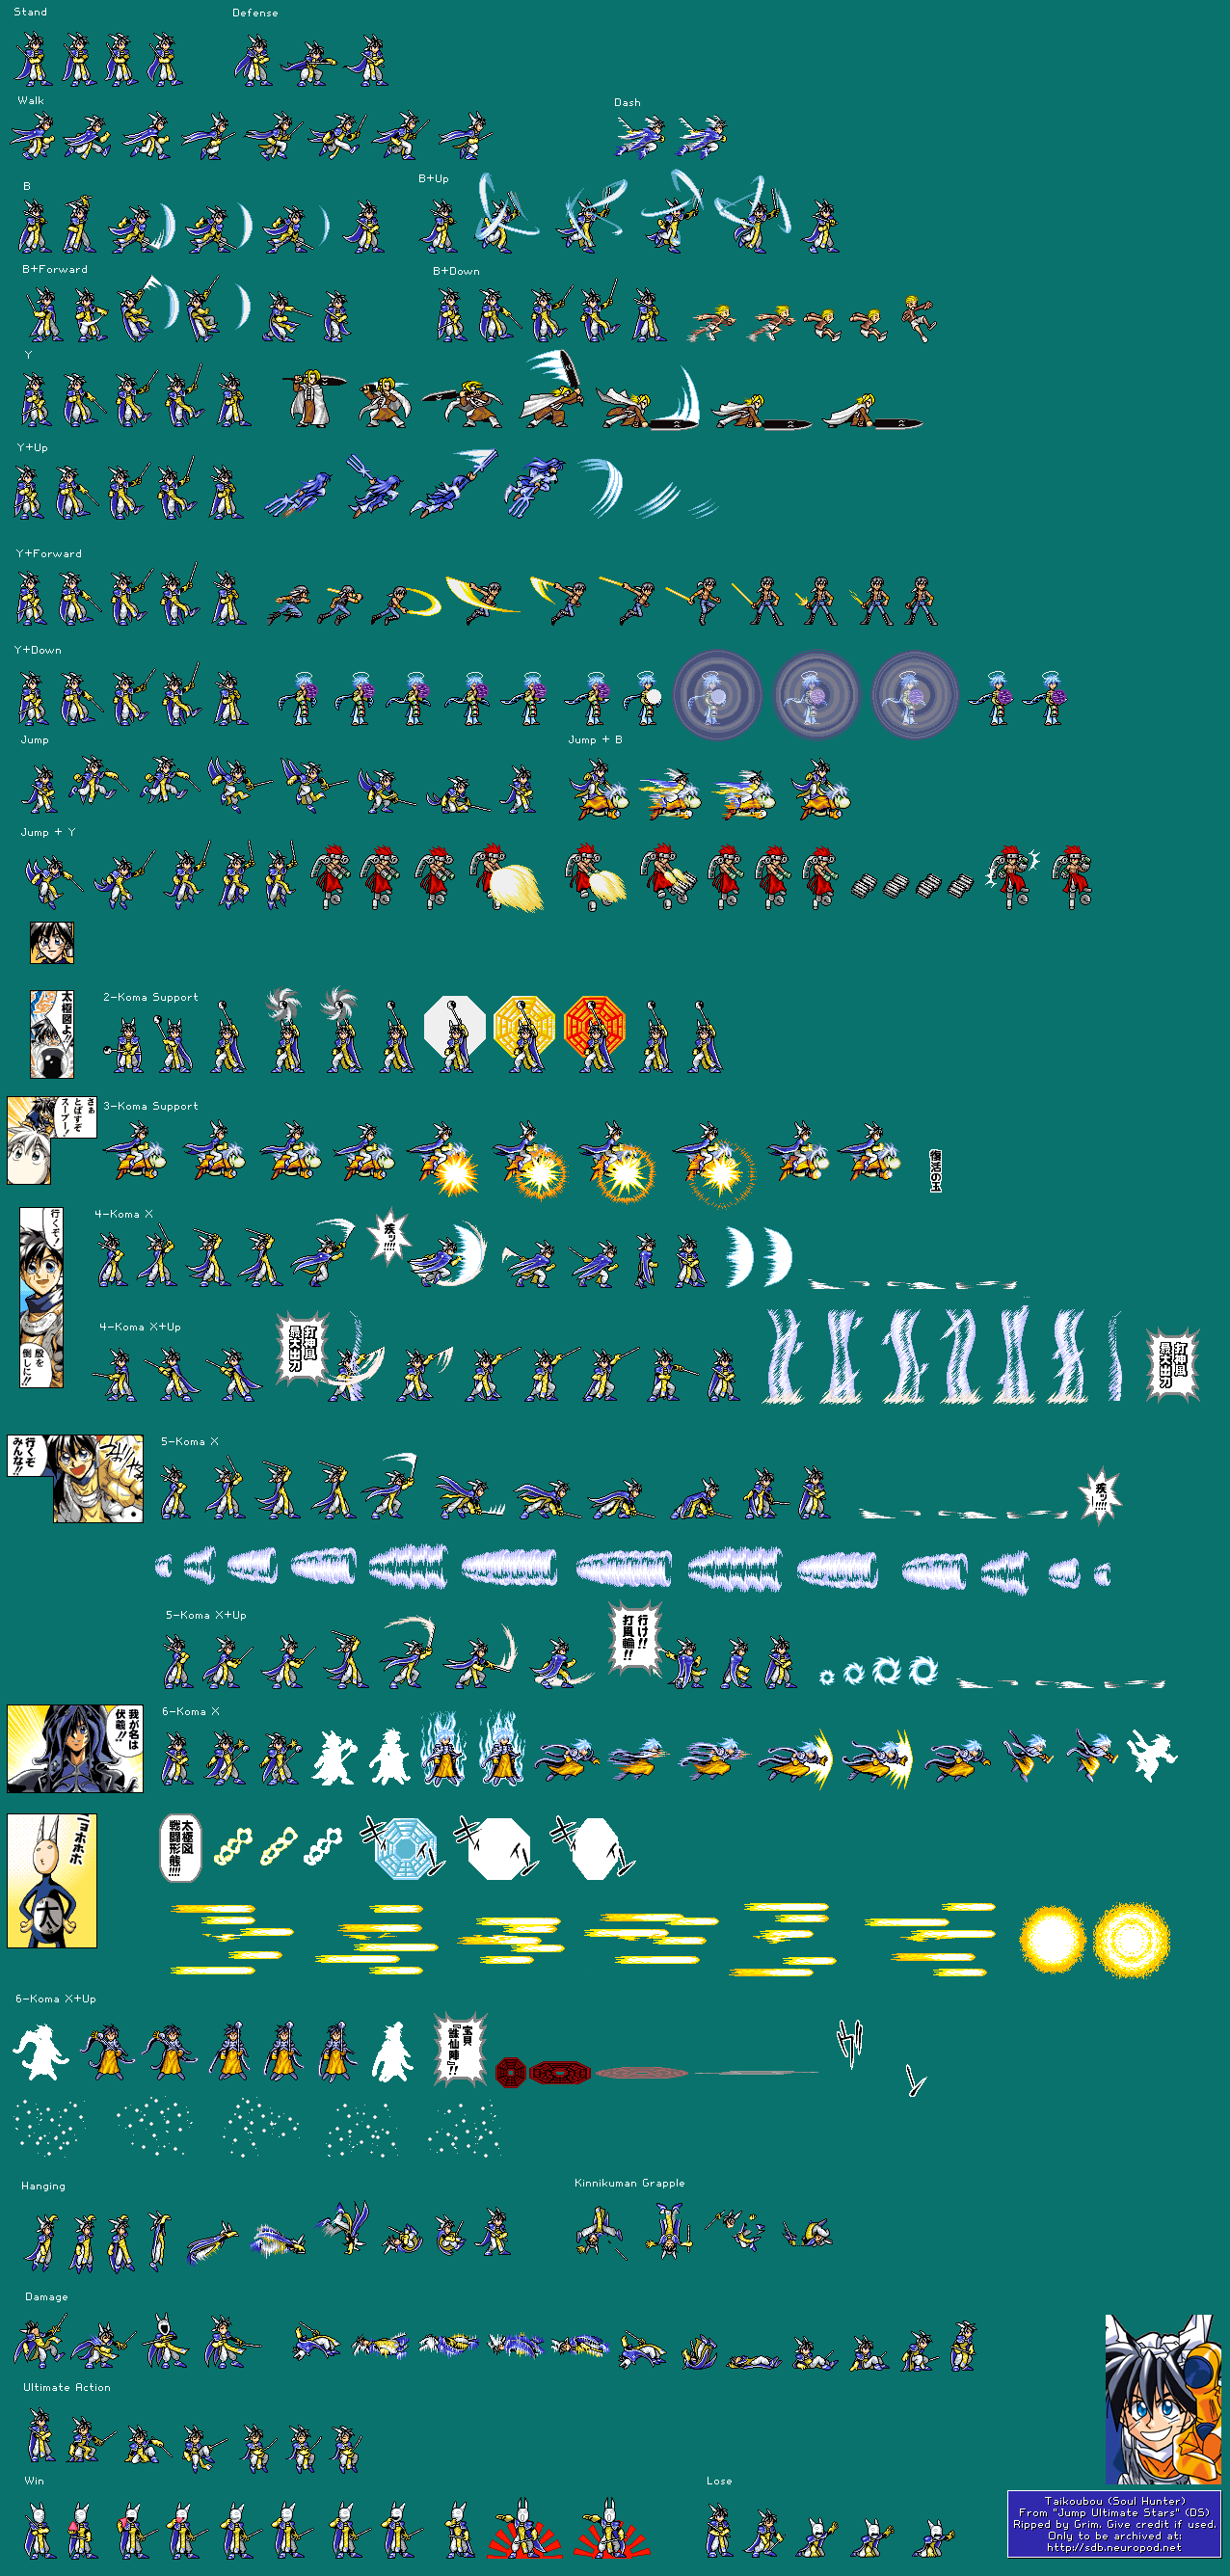 Stand
Defense
Walk
Dash
B
B+Up
B+Forward
B+Down
Y
Y+Up
Y+Forward
Y+Down
Jump
Jump + B
Jump + Y
太極図よ!!
2-Koma Support
さぁ
とばすぞ
スープー!
3-Koma Support
復活の玉
行くぞ!
殷を
倒しに!!
4-Koma X
疾ッ!!!!
4-Koma X+Up
打神風
最大出力
打神風
最大出力
行くぞ
みんな!!
5-Koma X
疾ッ!!!!
5-Koma X+Up
行け!!
打風輪!!
我が名は
伏羲!!
6-Koma X
ニョホホホ
太
太極図
戦闘形態!!!!
6-Koma X+Up
宝貝
『誅仙陣』!!
Hanging
Kinnikuman Grapple
Damage
Ultimate Action
Win
Lose
Taikoubou (Soul Hunter)
From "Jump Ultimate Stars" (DS)
Ripped by Grim. Give credit if used.
Only to be archived at:
http://sdb.neuropod.net